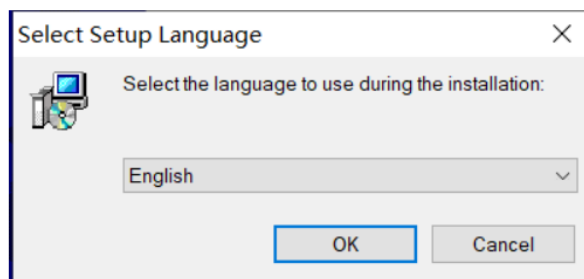 Select Setup Language
Select the language to use during the installation:
English
OK
Cancel